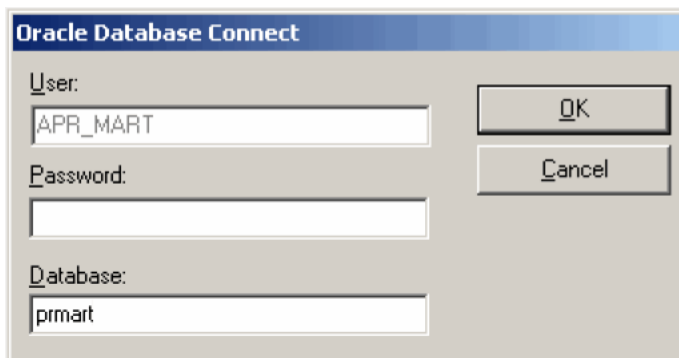 Oracle Database Connect
User:
APR_MART
OK
Password:
Cancel
Database:
prmart